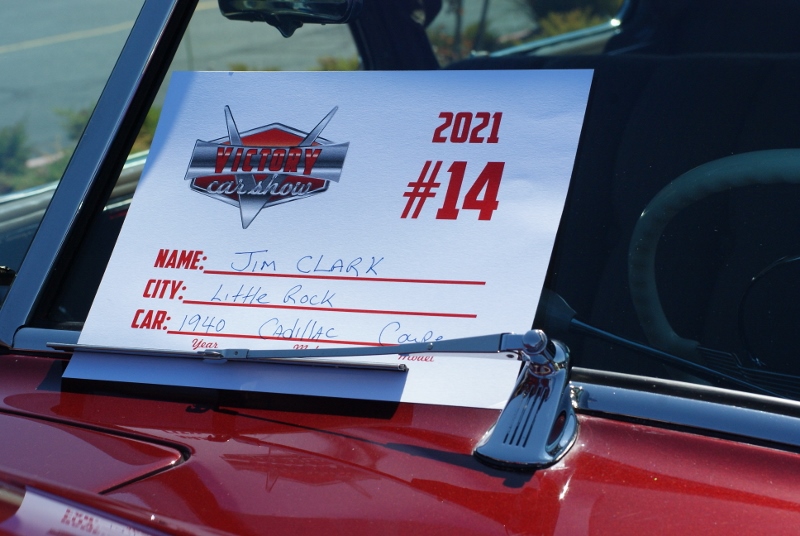 VICTORY
car show
2021
#14
NAME: Jim CLARK
CITY: Little Rock
CAR: 1940 Cadillac Coupe
Year Model